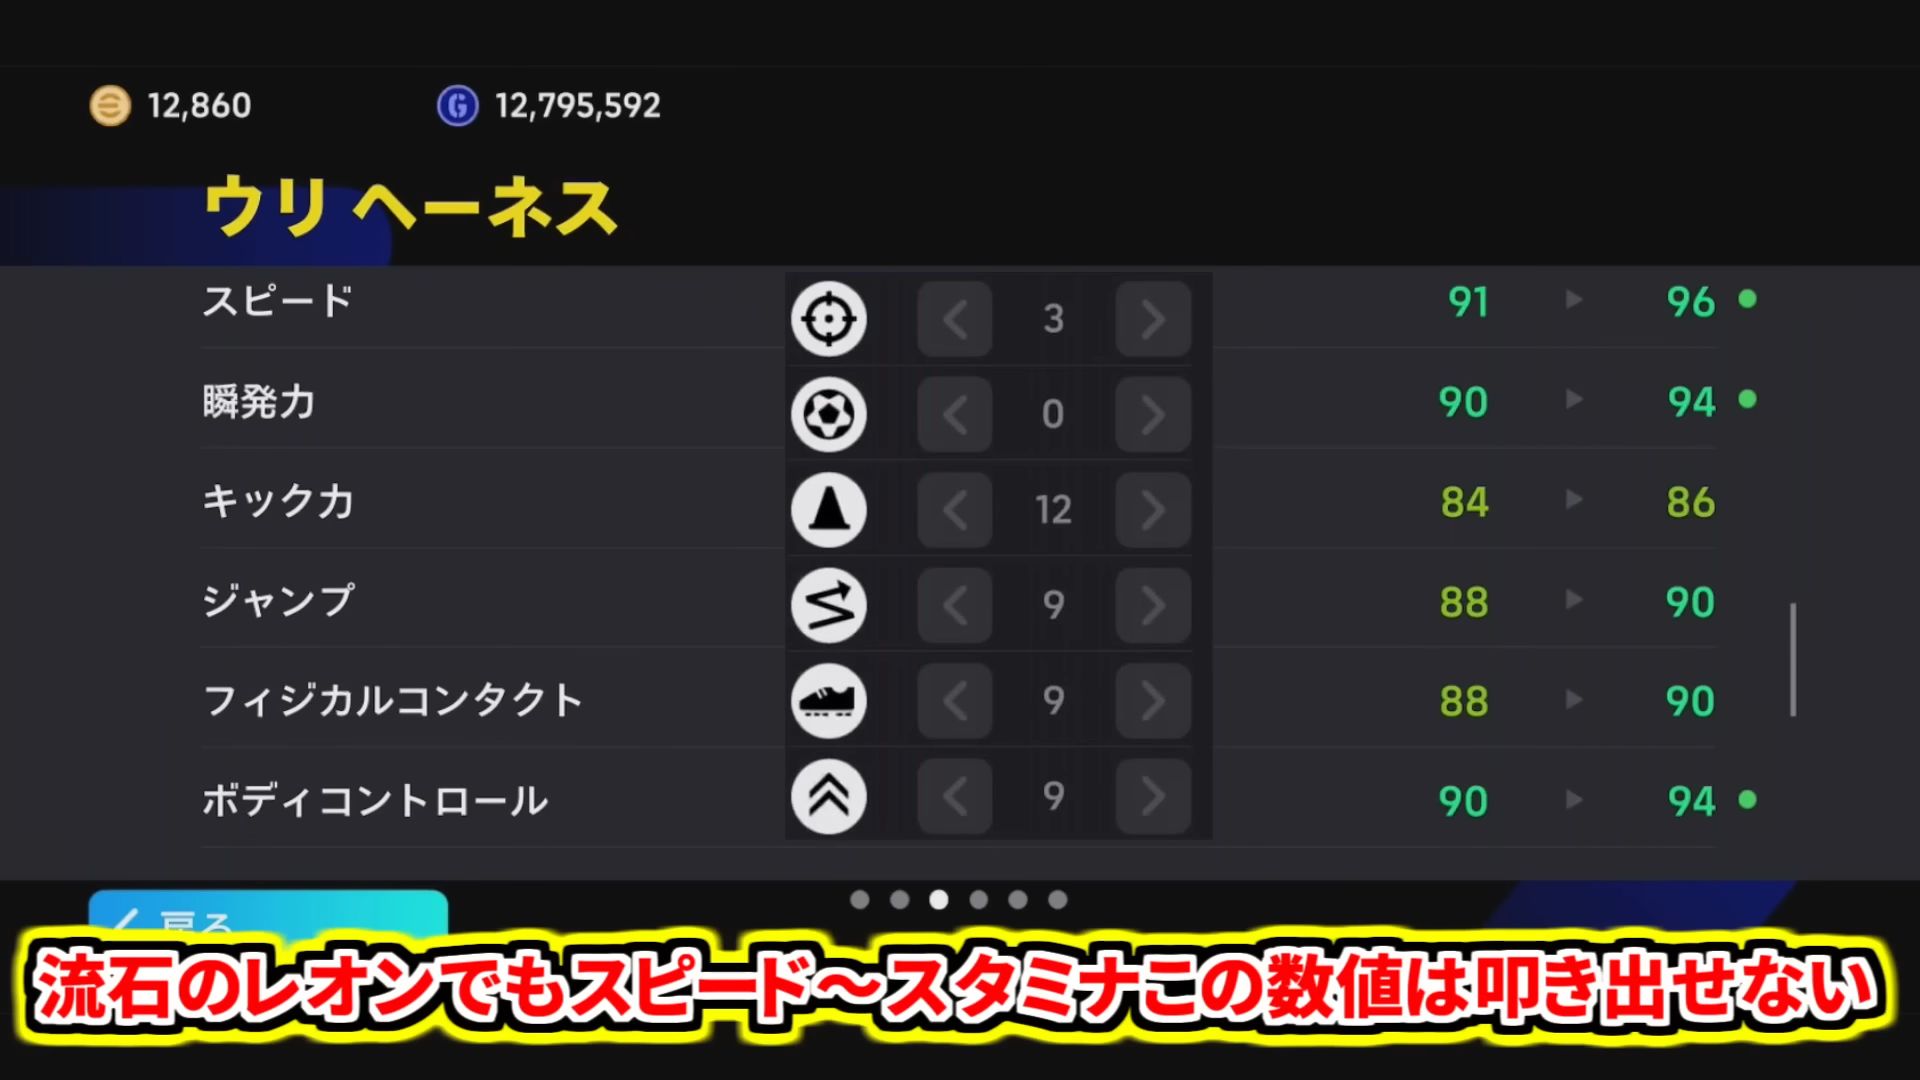 12,860 12,795,592
ウリ ヘーネス
スピード 3 91 96
瞬発力 0 90 94
キック力 12 84 86
ジャンプ 9 88 90
フィジカルコンタクト 9 88 90
ボディコントロール 9 90 94
戻る
流石のレオンでもスピード〜スタミナこの数値は叩き出せない